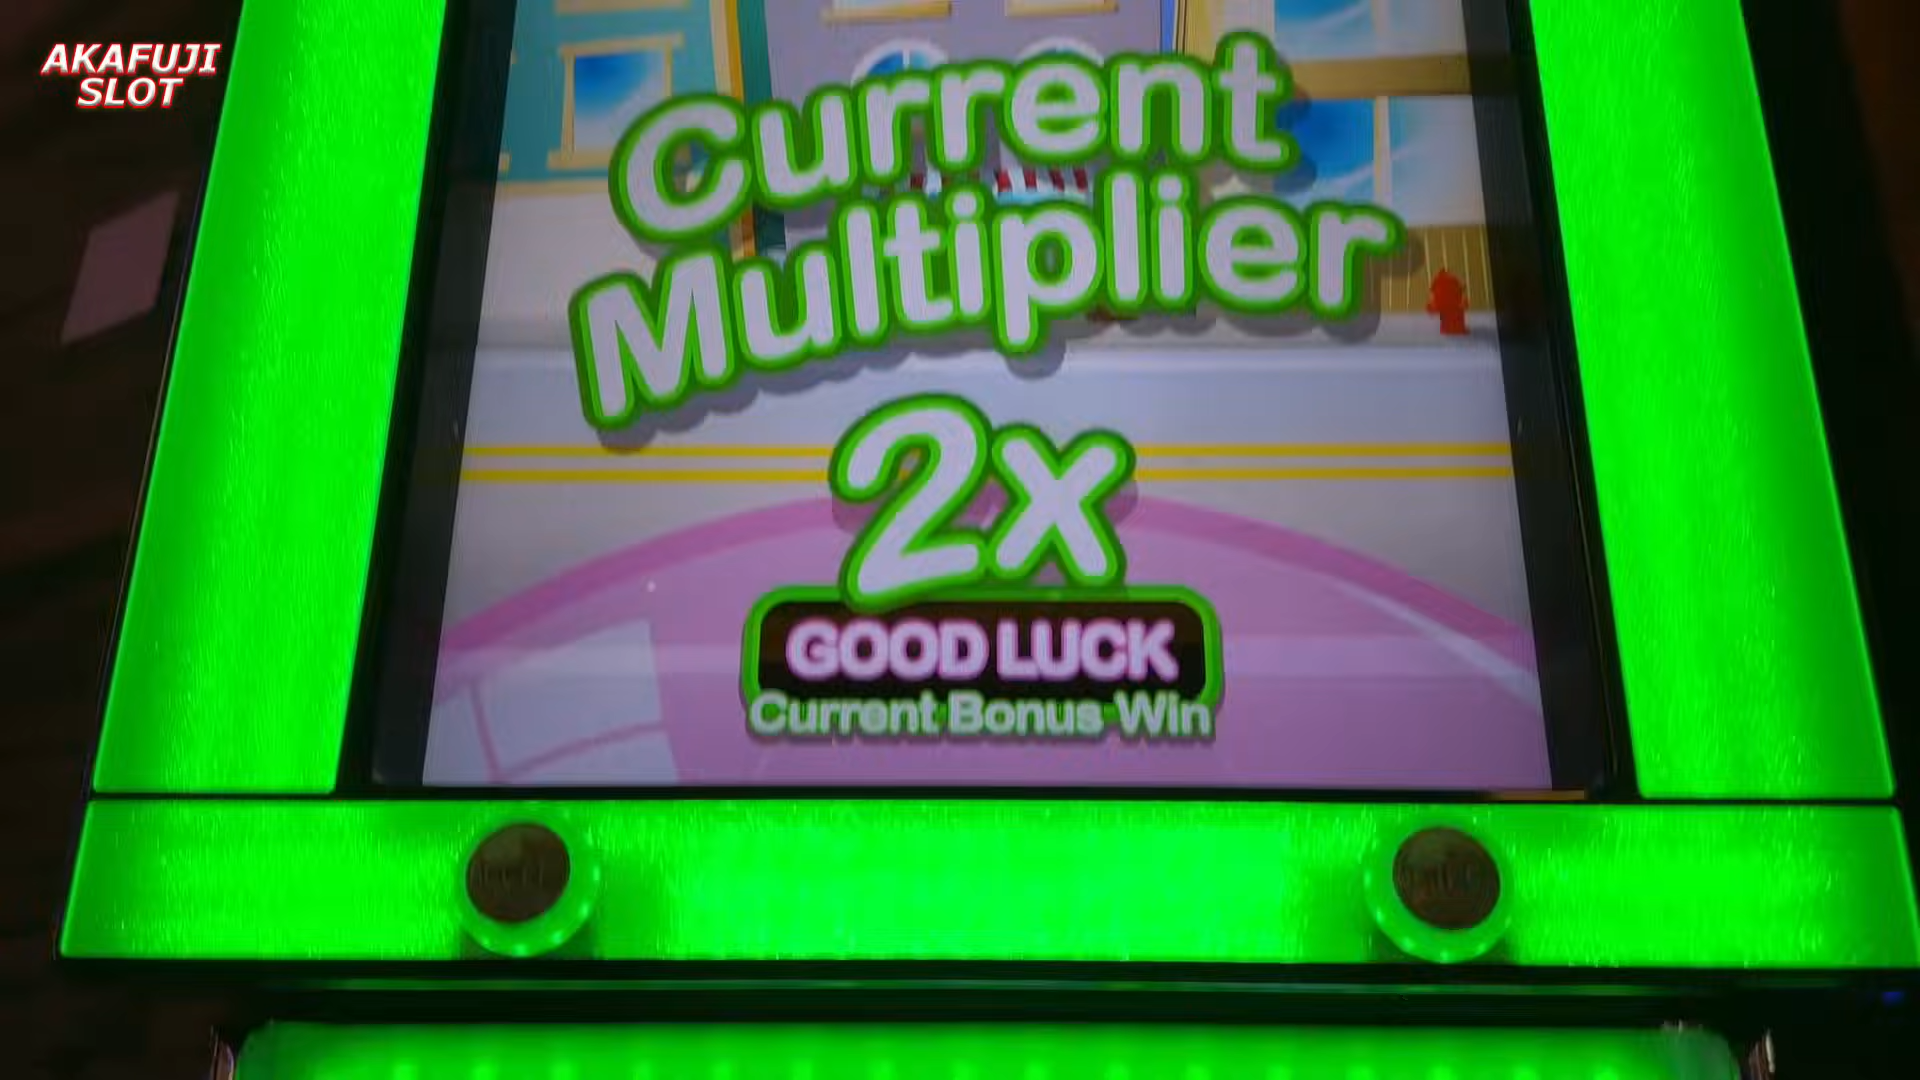 AKAFUJI
SLOT
Current
Multiplier
2x
GOOD LUCK
Current Bonus Win